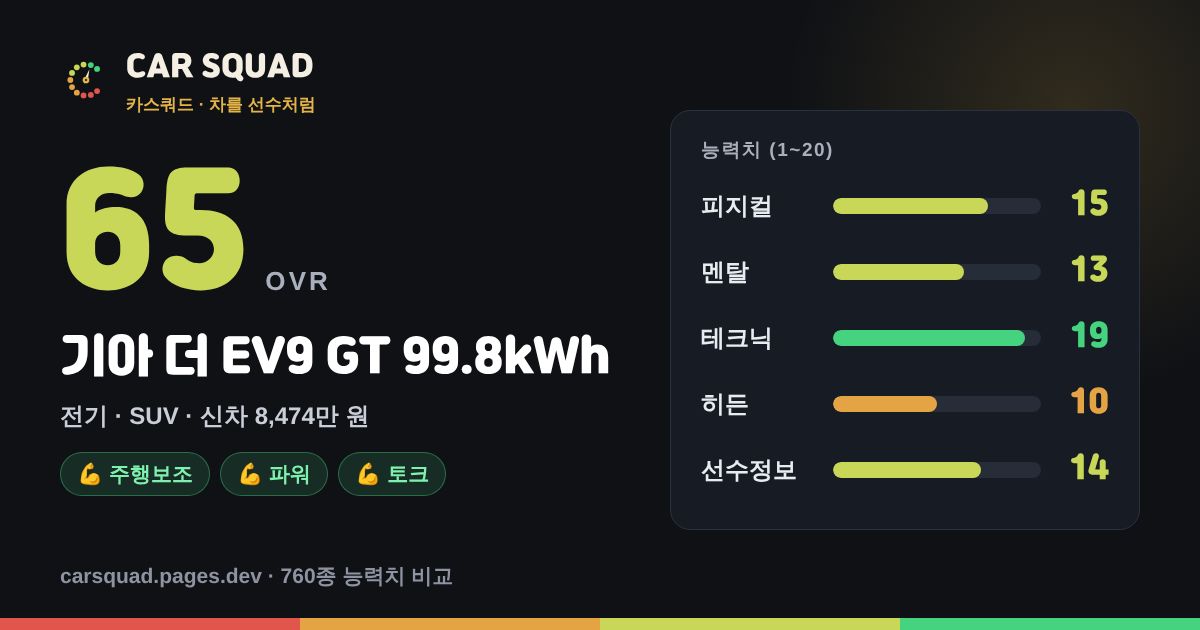 CAR SQUAD
카스쿼드 · 차를 선수처럼
65 OVR
기아 더 EV9 GT 99.8kWh
전기 · SUV · 신차 8,474만 원
💪 주행보조 💪 파워 💪 토크
carsquad.pages.dev · 760종 능력치 비교
능력치 (1~20)
피지컬 15
멘탈 13
테크닉 19
히든 10
선수정보 14